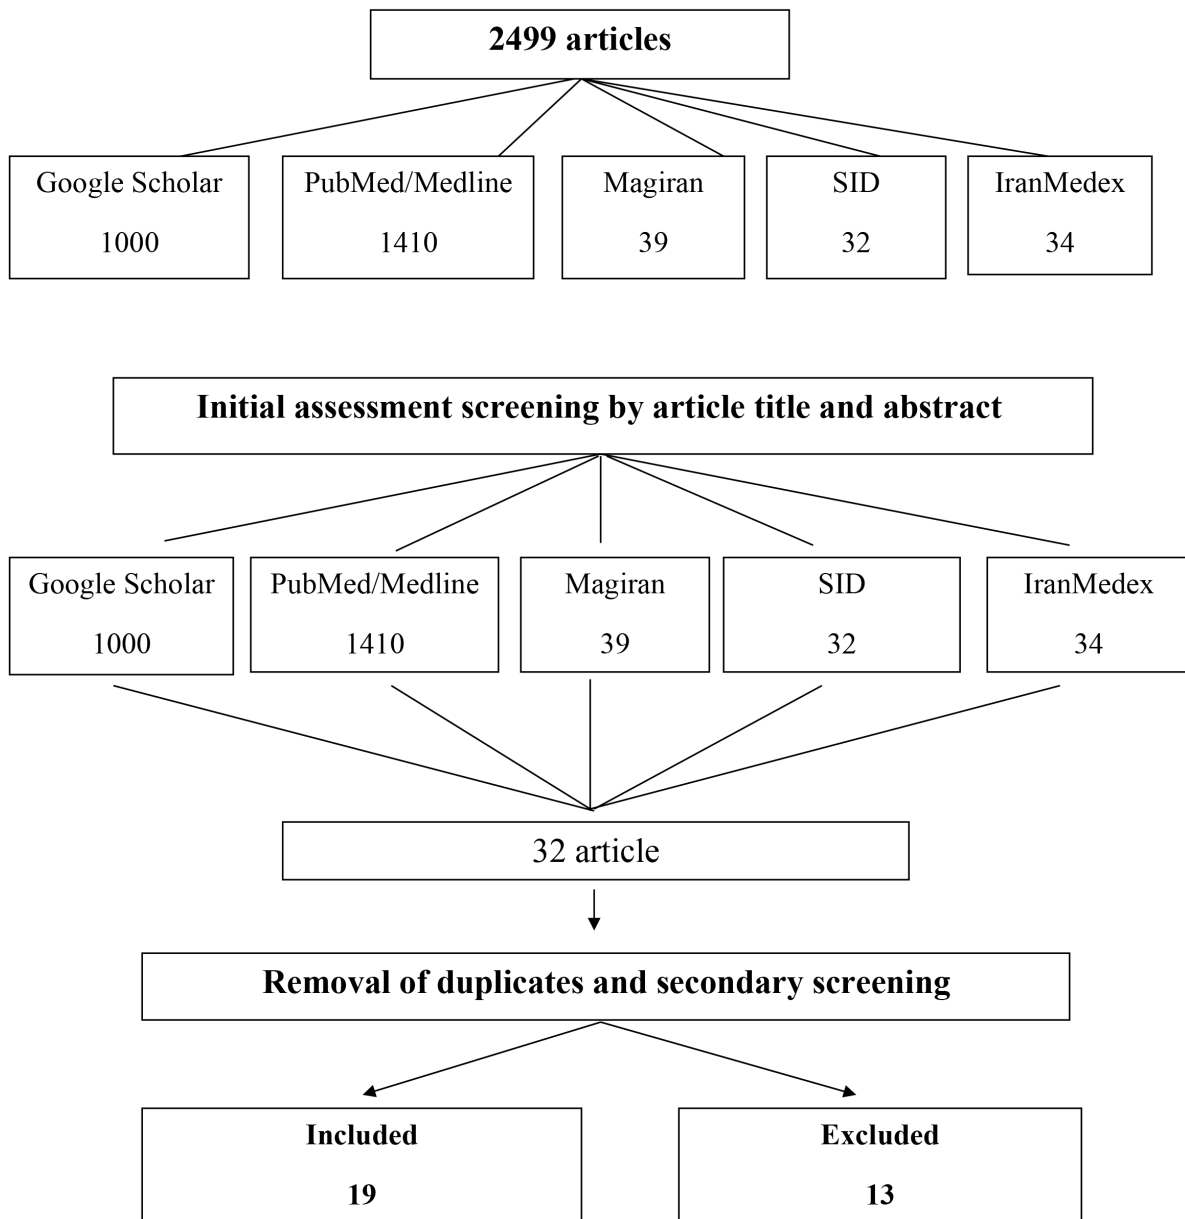 2499 articles
Google Scholar
1000
PubMed/Medline
1410
Magiran
39
SID
32
IranMedex
34
Initial assessment screening by article title and abstract
Google Scholar
1000
PubMed/Medline
1410
Magiran
39
SID
32
IranMedex
34
32 article
Removal of duplicates and secondary screening
Included
19
Excluded
13